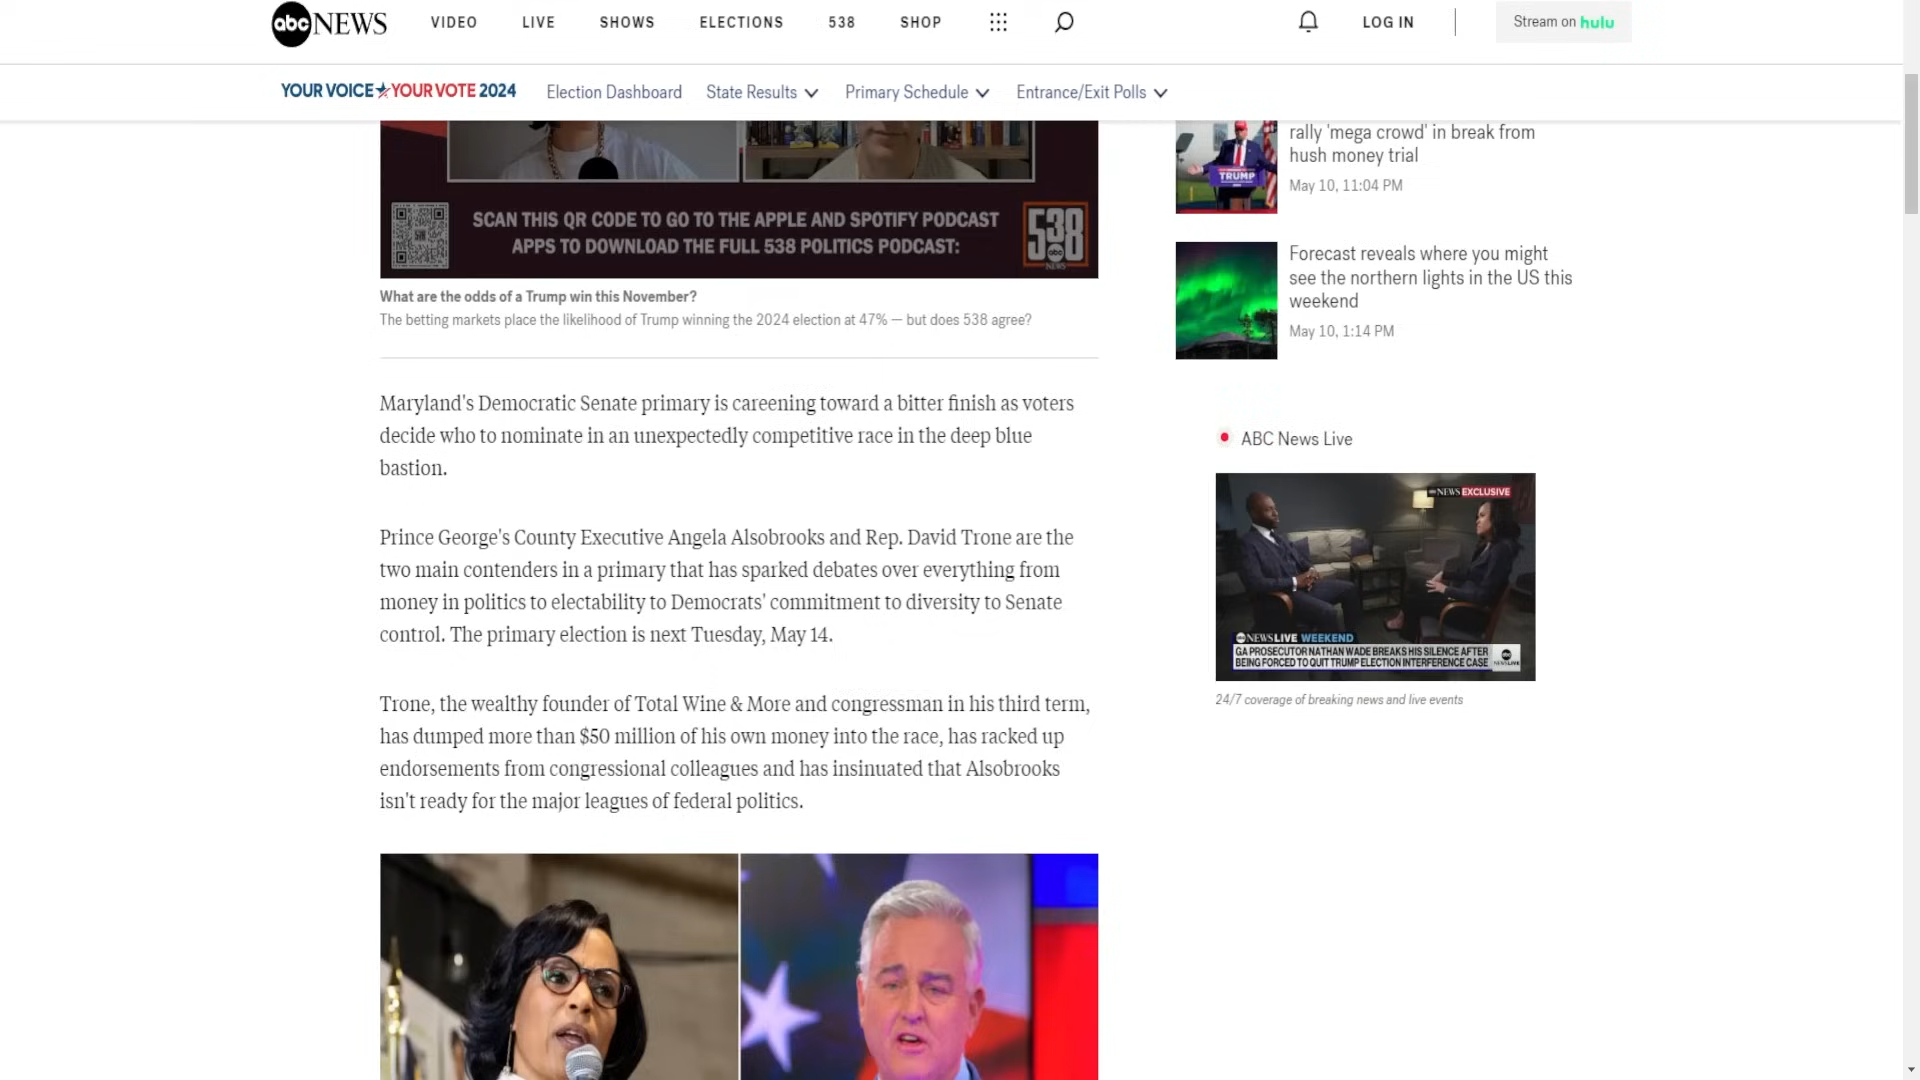 abc NEWS
VIDEO
LIVE
SHOWS
ELECTIONS
538
SHOP
LOG IN
Stream on hulu
YOUR VOICE YOUR VOTE 2024
Election Dashboard
State Results
Primary Schedule
Entrance/Exit Polls
SCAN THIS QR CODE TO GO TO THE APPLE AND SPOTIFY PODCAST
APPS TO DOWNLOAD THE FULL 538 POLITICS PODCAST:
538
abc
NEWS
What are the odds of a Trump win this November?
The betting markets place the likelihood of Trump winning the 2024 election at 47% — but does 538 agree?
Maryland's Democratic Senate primary is careening toward a bitter finish as voters
decide who to nominate in an unexpectedly competitive race in the deep blue
bastion.
Prince George's County Executive Angela Alsobrooks and Rep. David Trone are the
two main contenders in a primary that has sparked debates over everything from
money in politics to electability to Democrats' commitment to diversity to Senate
control. The primary election is next Tuesday, May 14.
Trone, the wealthy founder of Total Wine & More and congressman in his third term,
has dumped more than $50 million of his own money into the race, has racked up
endorsements from congressional colleagues and has insinuated that Alsobrooks
isn't ready for the major leagues of federal politics.
TRUMP
rally 'mega crowd' in break from
hush money trial
May 10, 11:04 PM
Forecast reveals where you might
see the northern lights in the US this
weekend
May 10, 1:14 PM
ABC News Live
abc NEWS EXCLUSIVE
abc NEWS LIVE WEEKEND
GA PROSECUTOR NATHAN WADE BREAKS HIS SILENCE AFTER
BEING FORCED TO QUIT TRUMP ELECTION INTERFERENCE CASE
abc
NEWS LIVE
24/7 coverage of breaking news and live events